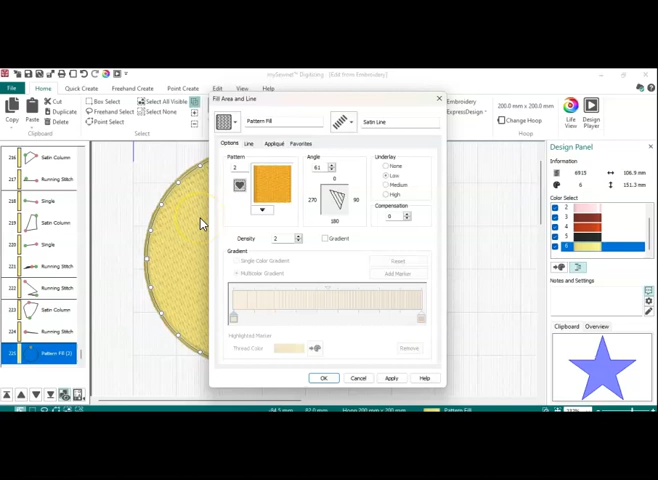 mySewnet Digitizing - [Edit from Embroidery]
File Home Quick Create Freehand Create Point Create Edit View Help
Copy
Paste
Cut
Duplicate
Delete
Clipboard
Box Select
Freehand Select
Point Select
Select All Visible
Select None
Select
Embroidery
ExpressDesign
200.0 mm x 200.0 mm
Change Hoop
Hoop
Life View
Design Player
216 Satin Column
217 Running Stitch
218 Single
219 Satin Column
220 Single
221 Running Stitch
222 Running Stitch
223 Satin Column
224 Running Stitch
225 Pattern Fill (2)
Fill Area and Line
Pattern Fill
Satin Line
Options Line Appliqué Favorites
Pattern
2
Angle
61
0
270 90
180
Underlay
None
Low
Medium
High
Compensation
0
Density 2 Gradient
Gradient
Single Color Gradient
Multicolor Gradient
Reset
Add Marker
Highlighted Marker
Thread Color
Remove
OK Cancel Apply Help
Design Panel
Information
6915 106.9 mm
6 151.3 mm
Color Select
2
3
4
5
6
Notes and Settings
Clipboard Overview
Hoop 200 mm x 200 mm
Pattern Fill